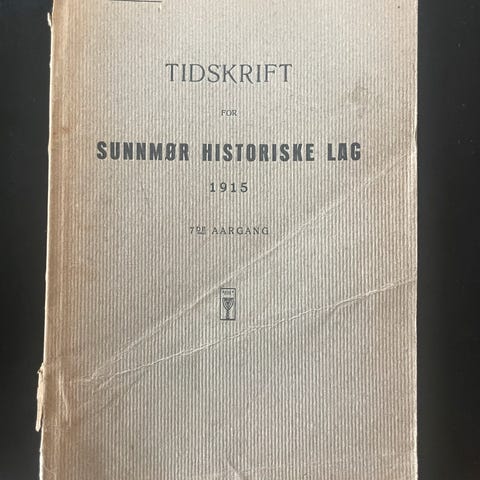 TIDSKRIFT
FOR
SUNNMØR HISTORISKE LAG
1915
7DE AARGANG